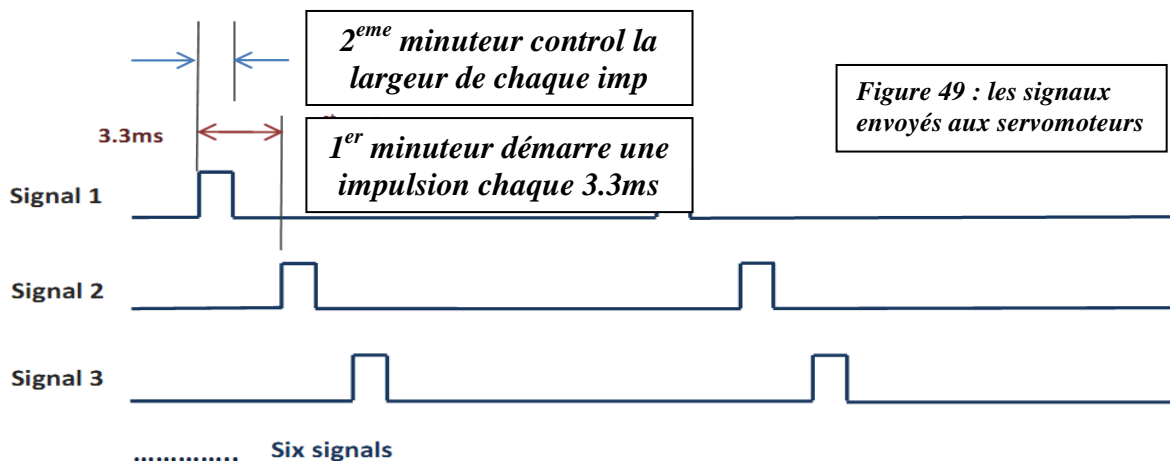 2eme minuteur control la
largeur de chaque imp
Figure 49 : les signaux
envoyés aux servomoteurs
3.3ms
1er minuteur démarre une
impulsion chaque 3.3ms
Signal 1
Signal 2
Signal 3
………….. Six signals